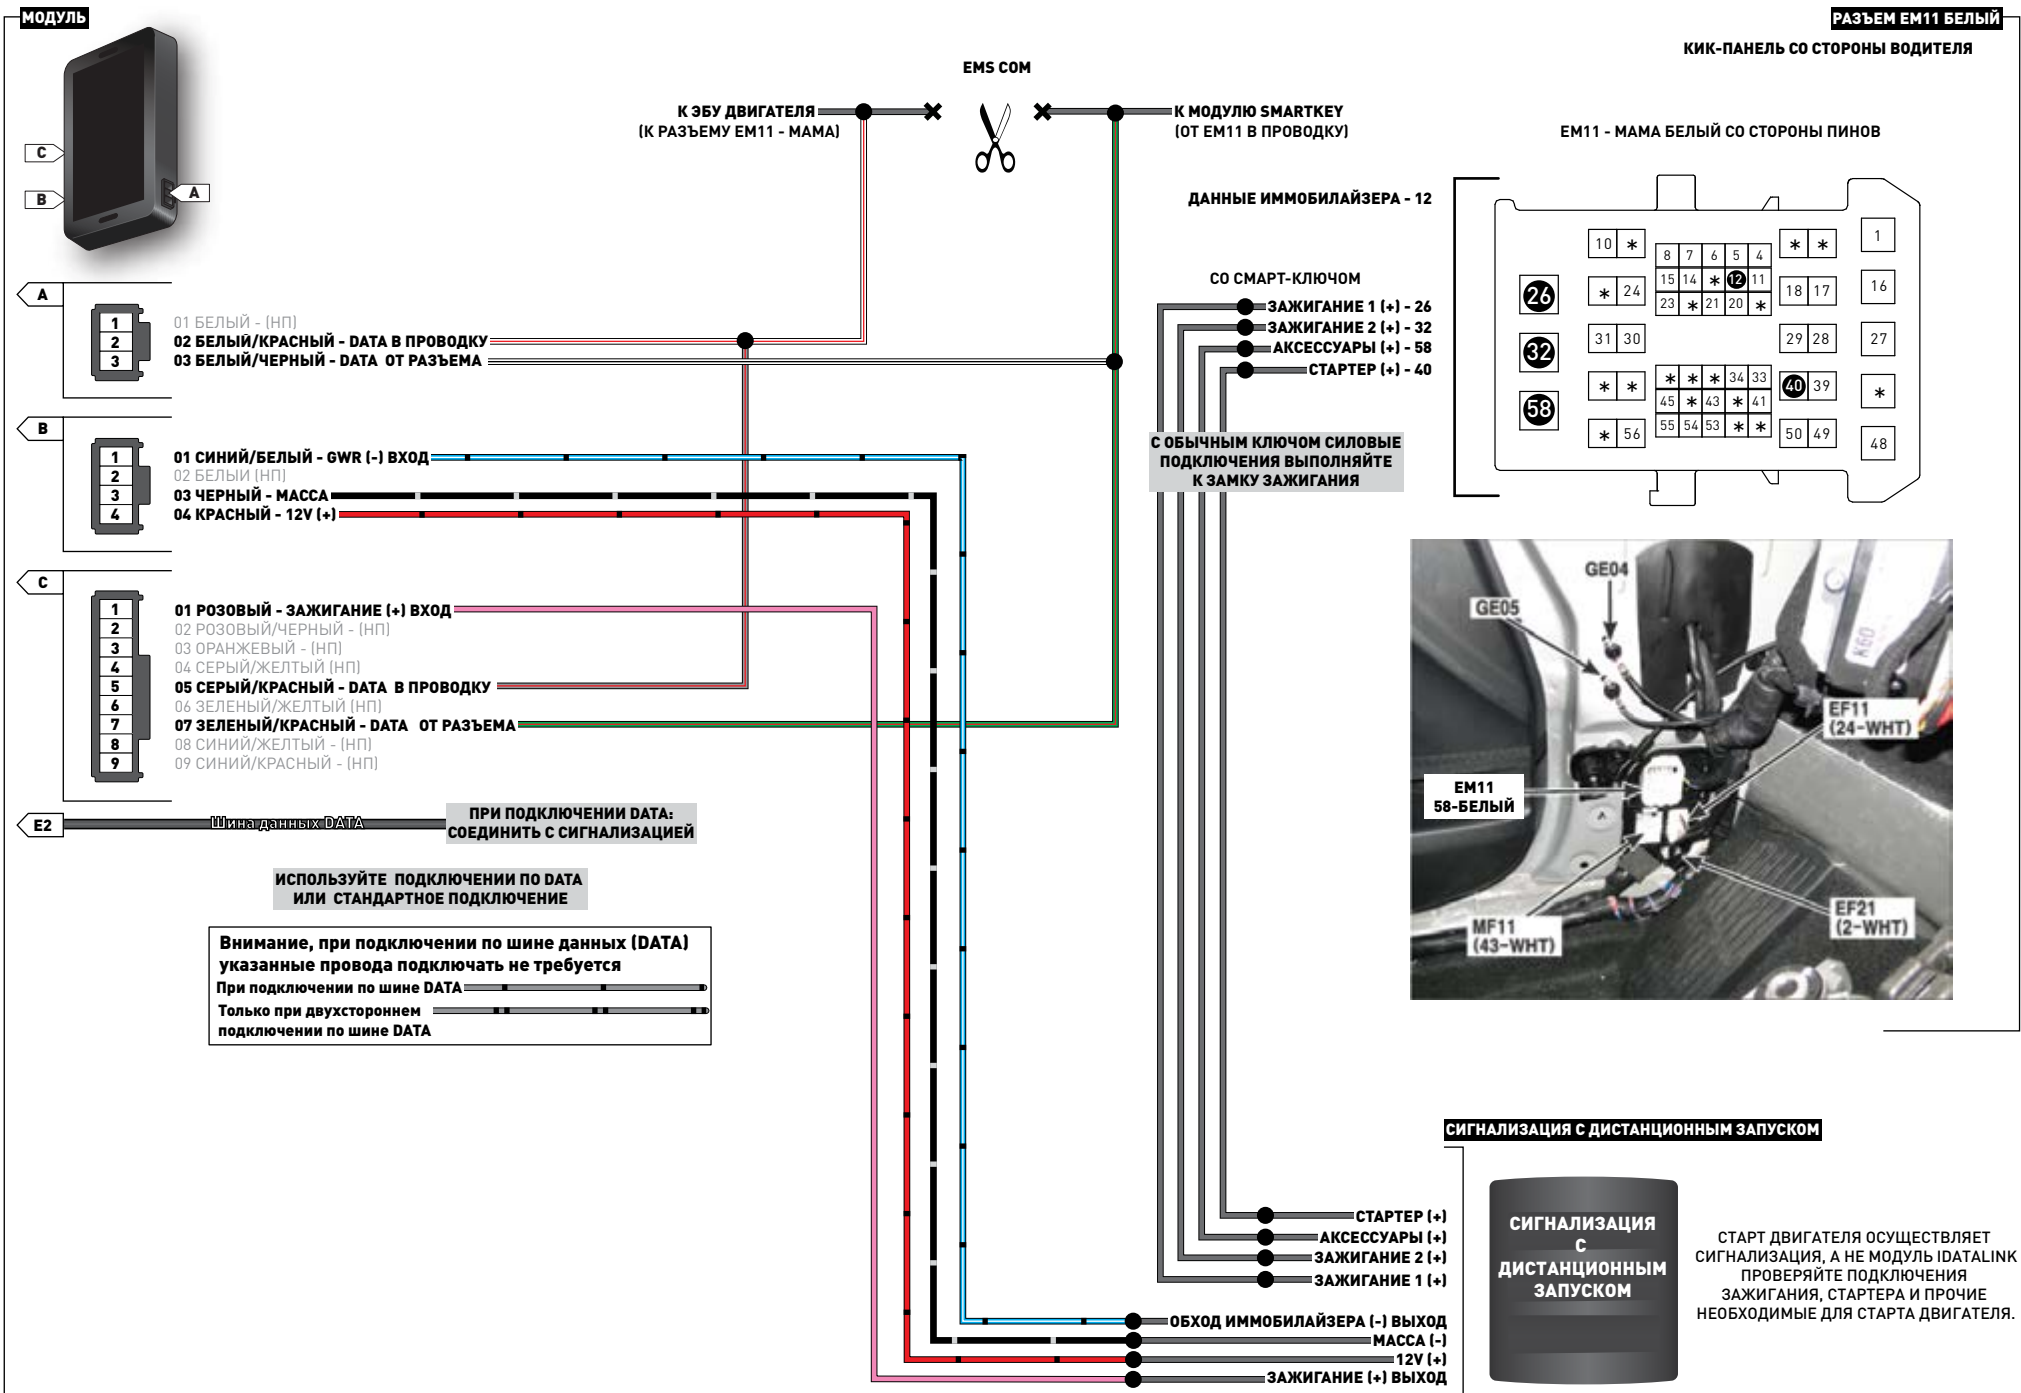 МОДУЛЬ
РАЗЪЕМ EM11 БЕЛЫЙ
КИК-ПАНЕЛЬ СО СТОРОНЫ ВОДИТЕЛЯ
EMS COM
К ЭБУ ДВИГАТЕЛЯ
(К РАЗЪЕМУ EM11 - МАМА)
К МОДУЛЮ SMARTKEY
(ОТ EM11 В ПРОВОДКУ)
C
B
A
EM11 - МАМА БЕЛЫЙ СО СТОРОНЫ ПИНОВ
ДАННЫЕ ИММОБИЛАЙЗЕРА - 12
10 * 8 7 6 5 4 * * 1
26 * 24 15 14 * 12 11 18 17 16
23 * 21 20 *
32 31 30 29 28 27
58 * * * * * 34 33 40 39 *
45 * 43 * 41
* 56 55 54 53 * * 50 49 48
СО СМАРТ-КЛЮЧОМ
ЗАЖИГАНИЕ 1 (+) - 26
ЗАЖИГАНИЕ 2 (+) - 32
АКСЕССУАРЫ (+) - 58
СТАРТЕР (+) - 40
С ОБЫЧНЫМ КЛЮЧОМ СИЛОВЫЕ
ПОДКЛЮЧЕНИЯ ВЫПОЛНЯЙТЕ
К ЗАМКУ ЗАЖИГАНИЯ
A
1 01 БЕЛЫЙ - (НП)
2 02 БЕЛЫЙ/КРАСНЫЙ - DATA В ПРОВОДКУ
3 03 БЕЛЫЙ/ЧЕРНЫЙ - DATA ОТ РАЗЪЕМА
B
1 01 СИНИЙ/БЕЛЫЙ - GWR (-) ВХОД
2 02 БЕЛЫЙ (НП)
3 03 ЧЕРНЫЙ - МАССА
4 04 КРАСНЫЙ - 12V (+)
C
1 01 РОЗОВЫЙ - ЗАЖИГАНИЕ (+) ВХОД
2 02 РОЗОВЫЙ/ЧЕРНЫЙ - (НП)
3 03 ОРАНЖЕВЫЙ - (НП)
4 04 СЕРЫЙ/ЖЕЛТЫЙ (НП)
5 05 СЕРЫЙ/КРАСНЫЙ - DATA В ПРОВОДКУ
6 06 ЗЕЛЕНЫЙ/ЖЕЛТЫЙ (НП)
7 07 ЗЕЛЕНЫЙ/КРАСНЫЙ - DATA ОТ РАЗЪЕМА
8 08 СИНИЙ/ЖЕЛТЫЙ - (НП)
9 09 СИНИЙ/КРАСНЫЙ - (НП)
E2
Шина данных DATA
ПРИ ПОДКЛЮЧЕНИИ DATA:
СОЕДИНИТЬ С СИГНАЛИЗАЦИЕЙ
ИСПОЛЬЗУЙТЕ ПОДКЛЮЧЕНИИ ПО DATA
ИЛИ СТАНДАРТНОЕ ПОДКЛЮЧЕНИЕ
Внимание, при подключении по шине данных (DATA)
указанные провода подключать не требуется
При подключении по шине DATA
Только при двухстороннем
подключении по шине DATA
GE04
GE05
K60
EF11
(24-WHT)
EM11
58-БЕЛЫЙ
MF11
(43-WHT)
EF21
(2-WHT)
СИГНАЛИЗАЦИЯ С ДИСТАНЦИОННЫМ ЗАПУСКОМ
СТАРТЕР (+)
АКСЕССУАРЫ (+)
ЗАЖИГАНИЕ 2 (+)
ЗАЖИГАНИЕ 1 (+)
ОБХОД ИММОБИЛАЙЗЕРА (-) ВЫХОД
МАССА (-)
12V (+)
ЗАЖИГАНИЕ (+) ВЫХОД
СИГНАЛИЗАЦИЯ
С
ДИСТАНЦИОННЫМ
ЗАПУСКОМ
СТАРТ ДВИГАТЕЛЯ ОСУЩЕСТВЛЯЕТ
СИГНАЛИЗАЦИЯ, А НЕ МОДУЛЬ IDATALINK
ПРОВЕРЯЙТЕ ПОДКЛЮЧЕНИЯ
ЗАЖИГАНИЯ, СТАРТЕРА И ПРОЧИЕ
НЕОБХОДИМЫЕ ДЛЯ СТАРТА ДВИГАТЕЛЯ.